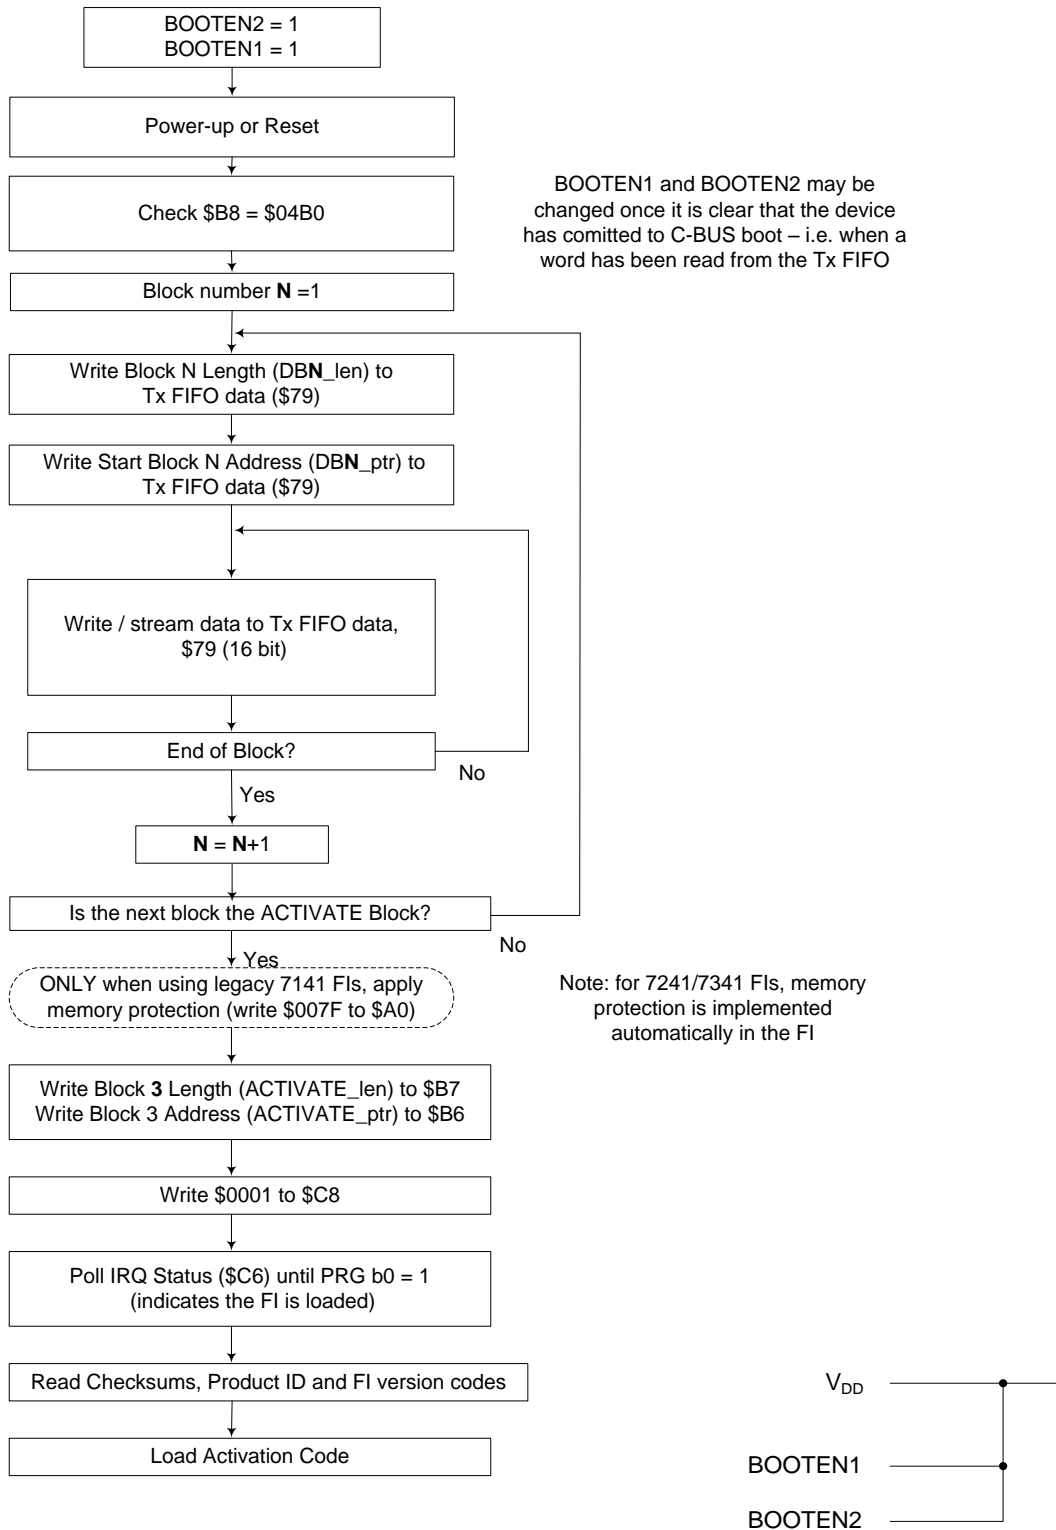 BOOTEN2 = 1
BOOTEN1 = 1
Power-up or Reset
Check $B8 = $04B0
BOOTEN1 and BOOTEN2 may be
changed once it is clear that the device
has comitted to C-BUS boot – i.e. when a
word has been read from the Tx FIFO
Block number N =1
Write Block N Length (DBN_len) to
Tx FIFO data ($79)
Write Start Block N Address (DBN_ptr) to
Tx FIFO data ($79)
Write / stream data to Tx FIFO data,
$79 (16 bit)
End of Block?
No
Yes
N = N+1
Is the next block the ACTIVATE Block?
No
Yes
ONLY when using legacy 7141 FIs, apply
memory protection (write $007F to $A0)
Note: for 7241/7341 FIs, memory
protection is implemented
automatically in the FI
Write Block 3 Length (ACTIVATE_len) to $B7
Write Block 3 Address (ACTIVATE_ptr) to $B6
Write $0001 to $C8
Poll IRQ Status ($C6) until PRG b0 = 1
(indicates the FI is loaded)
Read Checksums, Product ID and FI version codes
Load Activation Code
VDD
BOOTEN1
BOOTEN2